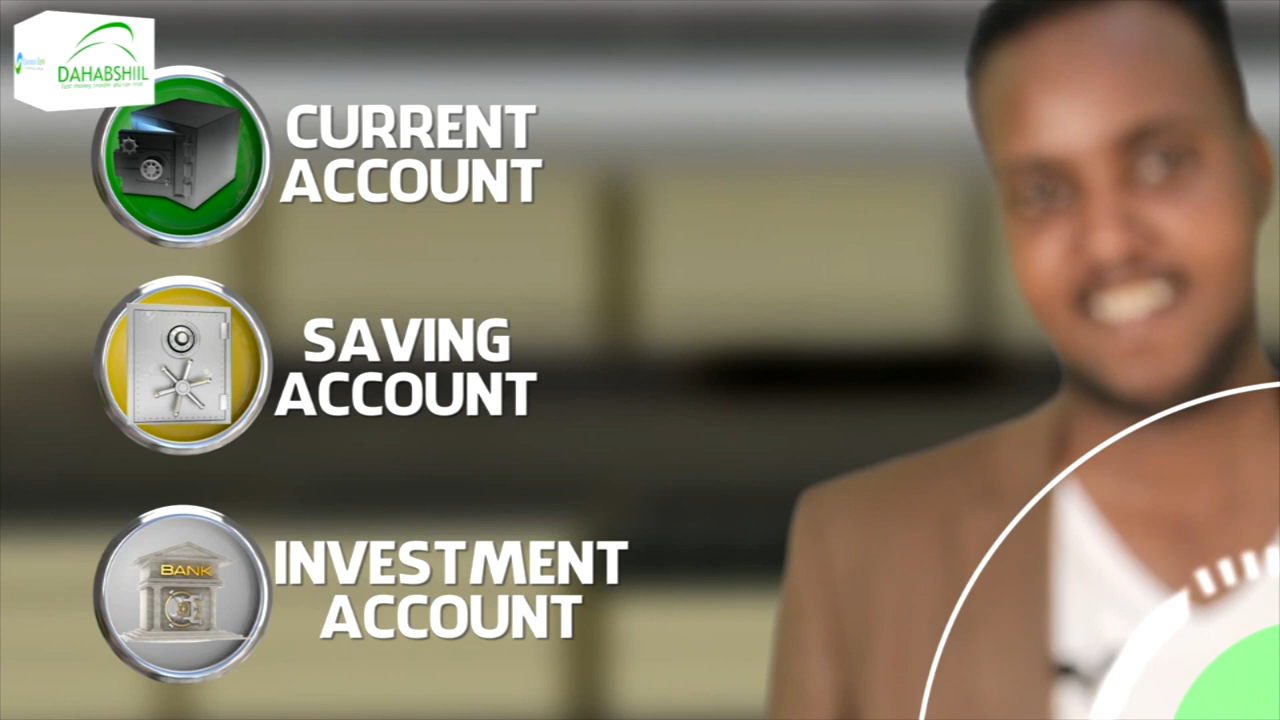 DAHABSHIIL
CURRENT
ACCOUNT
SAVING
ACCOUNT
BANK
INVESTMENT
ACCOUNT